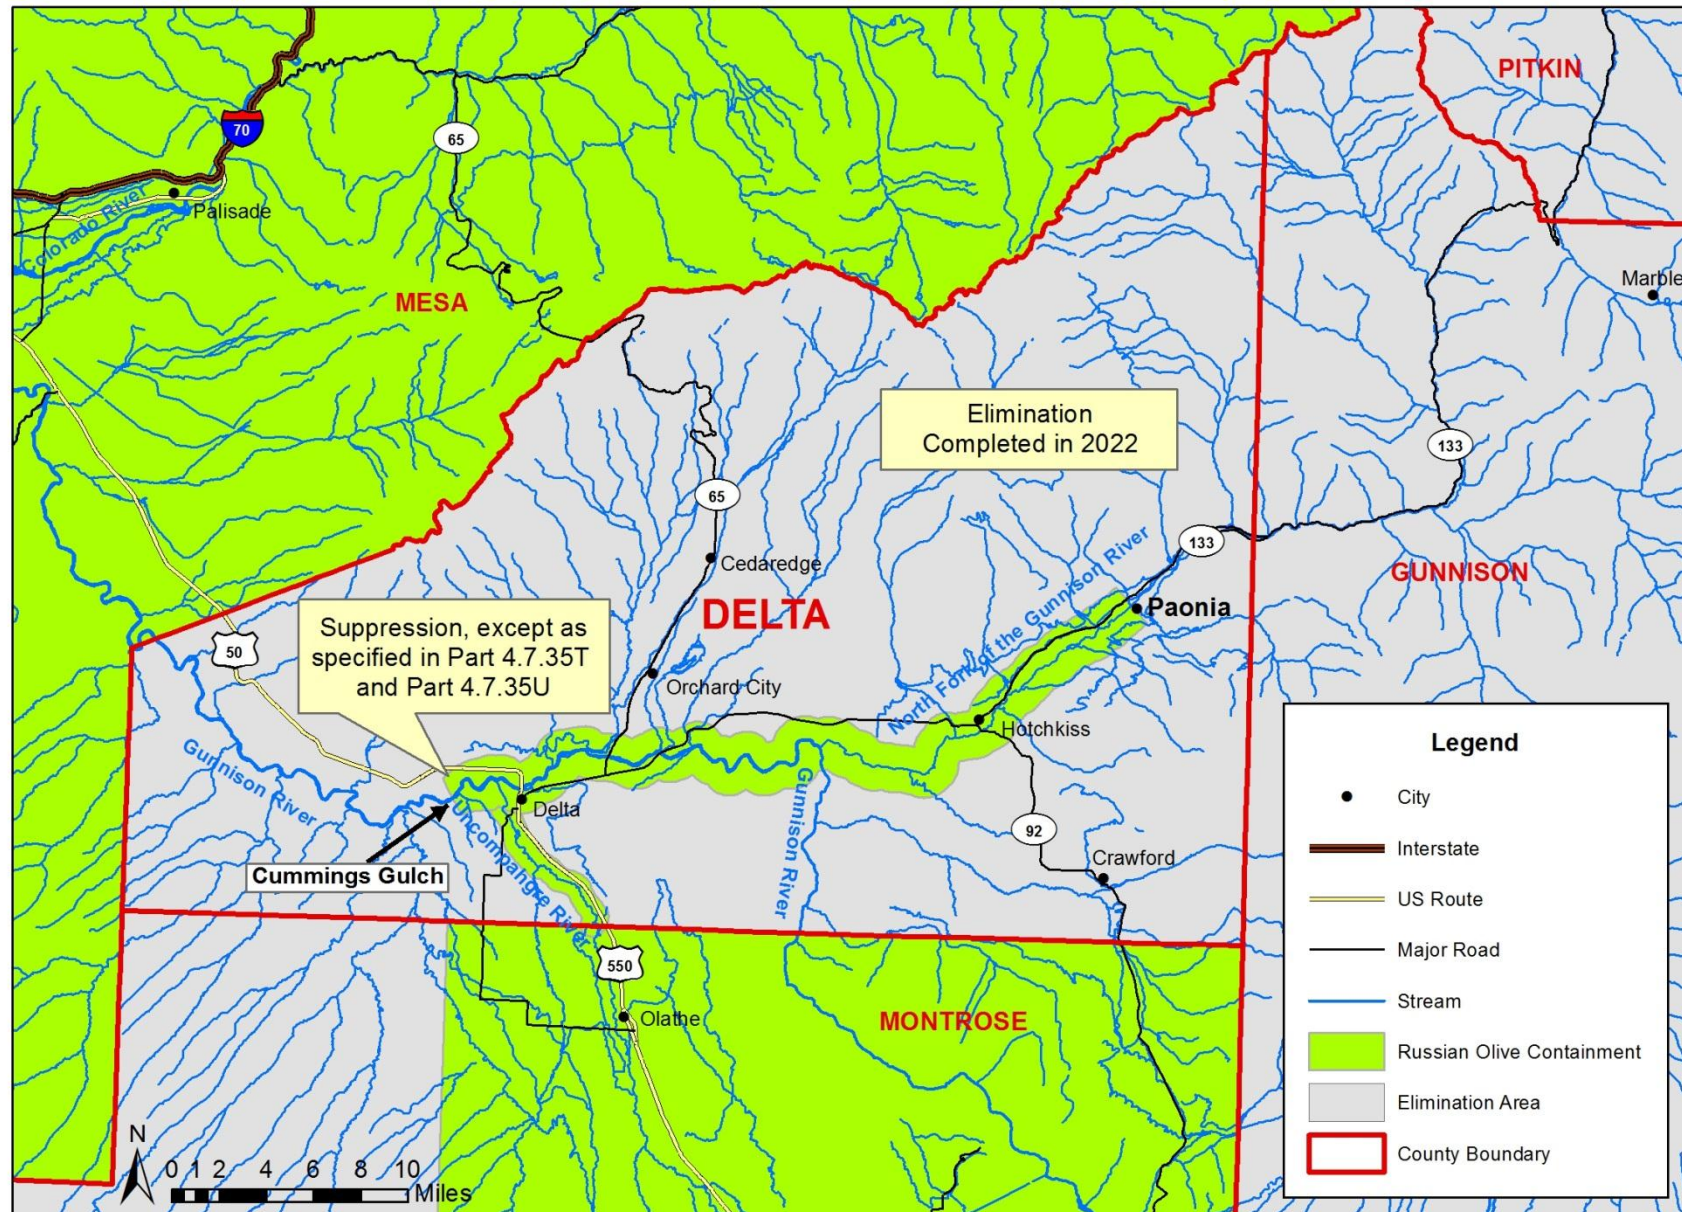 PITKIN
70
65
Palisade
Colorado River
MESA
Marble
Elimination
Completed in 2022
133
65
133
Cedaredge
GUNNISON
DELTA
Paonia
North Fork of the Gunnison River
Suppression, except as
specified in Part 4.7.35T
and Part 4.7.35U
50
Orchard City
Hotchkiss
Gunnison River
Delta
Gunnison River
Uncompahgre River
92
Crawford
Cummings Gulch
550
Olathe
MONTROSE
Legend
City
Interstate
US Route
Major Road
Stream
Russian Olive Containment
Elimination Area
County Boundary
N
0 1 2 4 6 8 10
Miles